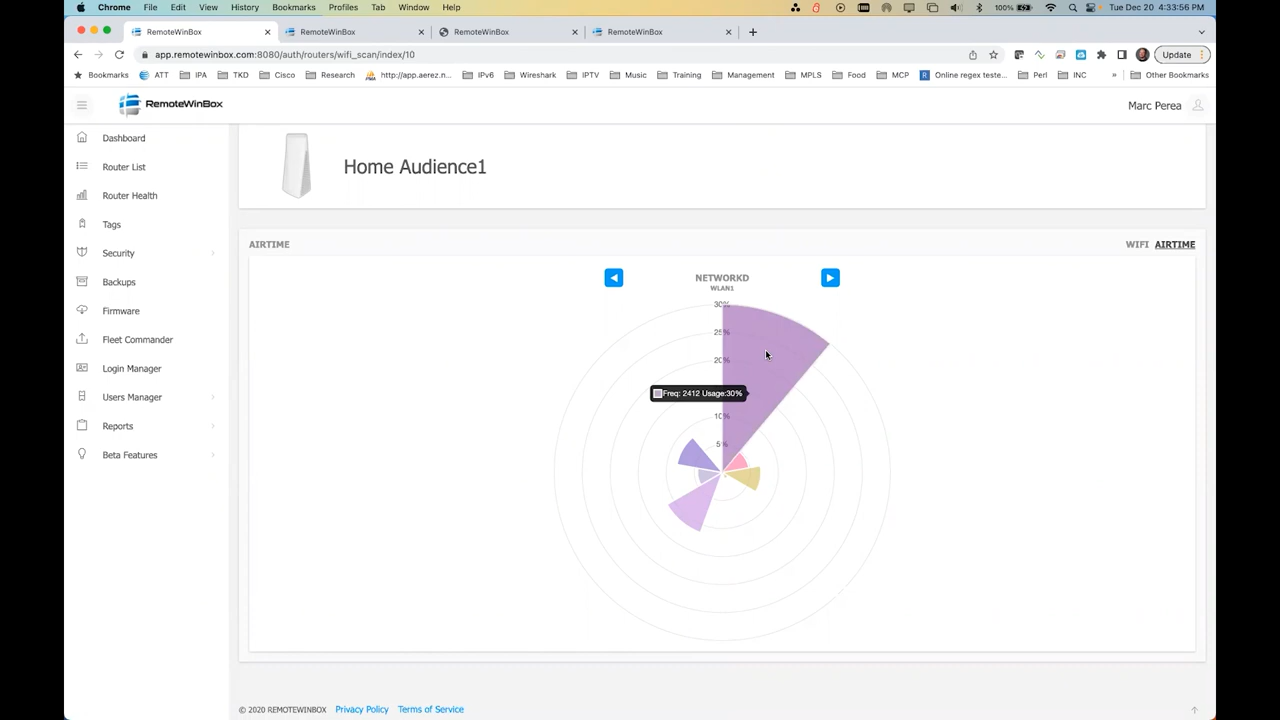 Chrome File Edit View History Bookmarks Profiles Tab Window Help 100% Tue Dec 20 4:33:56 PM
RemoteWinBox RemoteWinBox RemoteWinBox RemoteWinBox
app.remotewinbox.com:8080/auth/routers/wifi_scan/index/10 Update
Bookmarks ATT IPA TKD Cisco Research http://app.aerez.n... IPv6 Wireshark IPTV Music Training Management MPLS Food MCP Online regex teste... Perl INC » Other Bookmarks
RemoteWinBox Marc Perea
Dashboard
Router List
Router Health
Tags
Security
Backups
Firmware
Fleet Commander
Login Manager
Users Manager
Reports
Beta Features
Home Audience1
AIRTIME WIFI AIRTIME
NETWORKD
WLAN1
30%
25%
20%
Freq: 2412 Usage:30%
10%
5%
© 2020 REMOTEWINBOX Privacy Policy Terms of Service